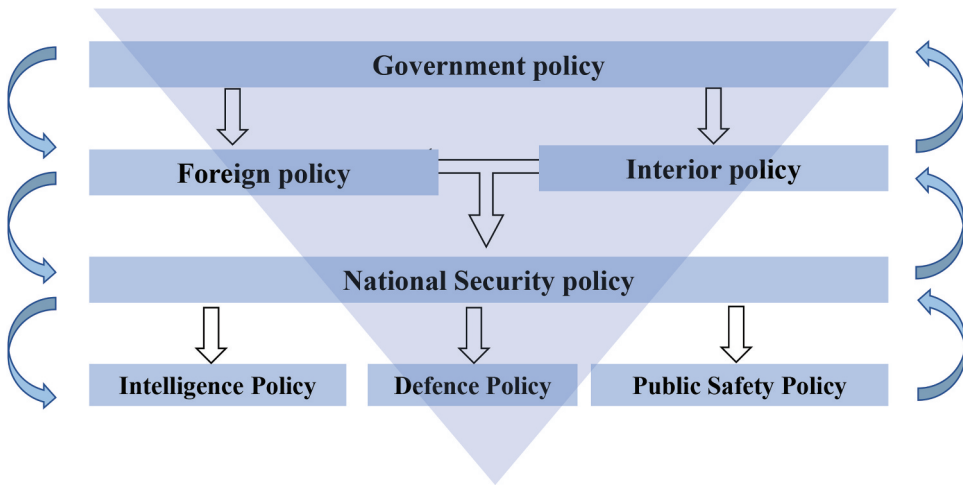 Government policy
Foreign policy
Interior policy
National Security policy
Intelligence Policy
Defence Policy
Public Safety Policy